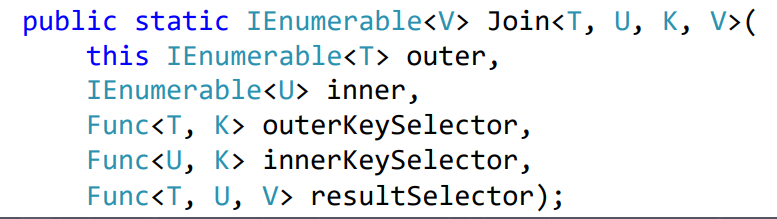 public static IEnumerable<V> Join<T, U, K, V>(
this IEnumerable<T> outer,
IEnumerable<U> inner,
Func<T, K> outerKeySelector,
Func<U, K> innerKeySelector,
Func<T, U, V> resultSelector);